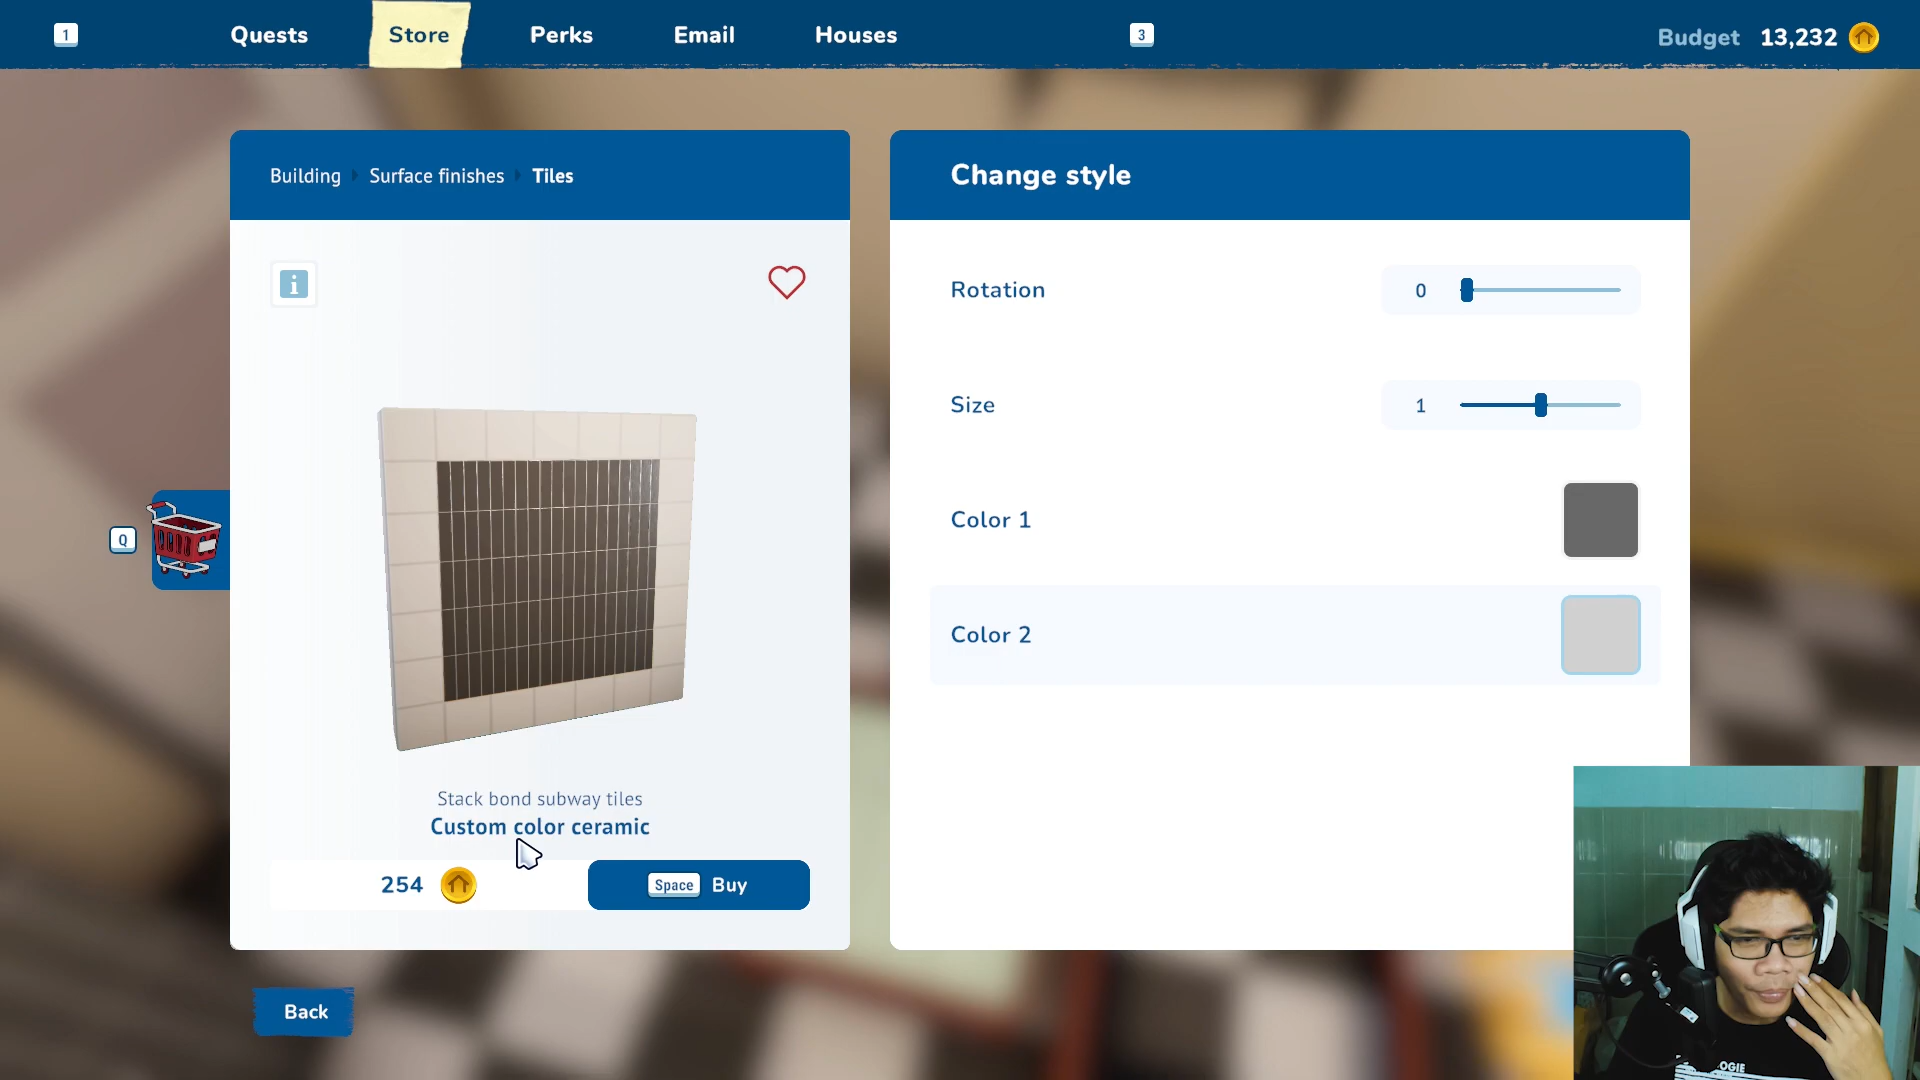 1
Quests
Store
Perks
Email
Houses
3
Budget 13,232
Building Surface finishes Tiles
i
Q
Stack bond subway tiles
Custom color ceramic
254
Space Buy
Back
Change style
Rotation 0
Size 1
Color 1
Color 2
OGIE